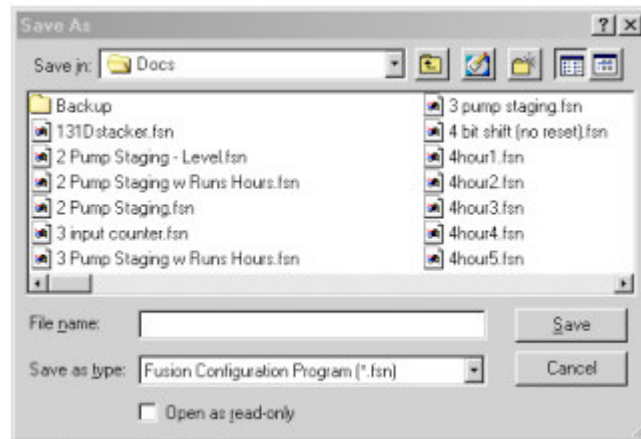 Save As
Save in: Docs
Backup
131Dstacker.fsn
2 Pump Staging - Level.fsn
2 Pump Staging w Runs Hours.fsn
2 Pump Staging.fsn
3 input counter.fsn
3 Pump Staging w Runs Hours.fsn
3 pump staging.fsn
4 bit shift (no reset).fsn
4hour1.fsn
4hour2.fsn
4hour3.fsn
4hour4.fsn
4hour5.fsn
File name:
Save
Save as type: Fusion Configuration Program (*.fsn)
Cancel
Open as read-only